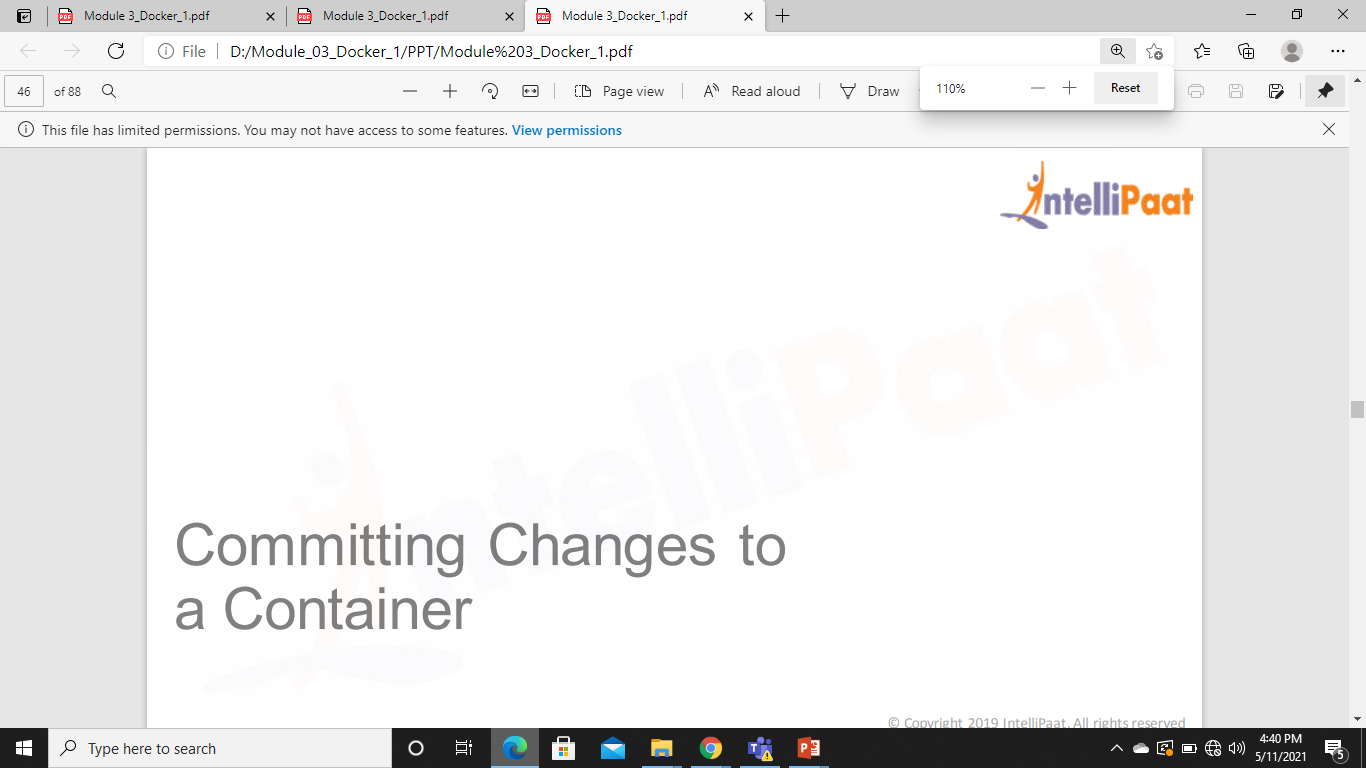 Module 3_Docker_1.pdf
Module 3_Docker_1.pdf
Module 3_Docker_1.pdf
File
D:/Module_03_Docker_1/PPT/Module%203_Docker_1.pdf
46 of 88
Page view
Read aloud
Draw
110%
Reset
This file has limited permissions. You may not have access to some features. View permissions
IntelliPaat
IntelliPaat
Committing Changes to
a Container
© Copyright 2019 IntelliPaat. All rights reserved
Type here to search
4:40 PM
5/11/2021
5